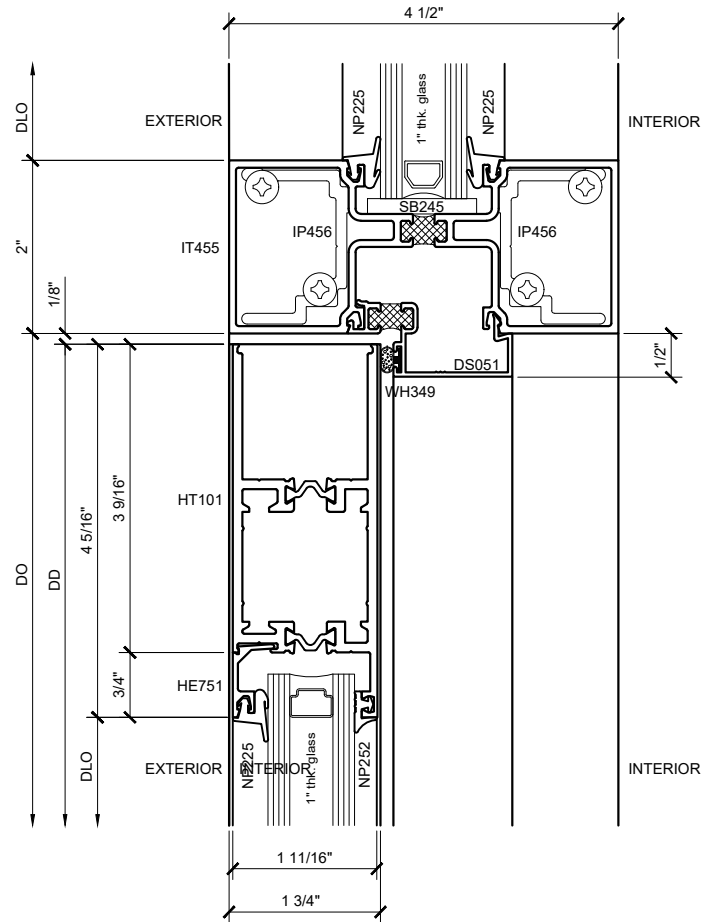 4 1/2"
DLO
EXTERIOR
NP225
1" thk. glass
NP225
INTERIOR
2"
IT455
IP456
SB245
IP456
1/8"
DS051
1/2"
WH349
HT101
3 9/16"
4 5/16"
DD
DO
HE751
3/4"
DLO
EXTERIOR
INTERIOR
NP225
1" thk. glass
NP252
INTERIOR
1 11/16"
1 3/4"